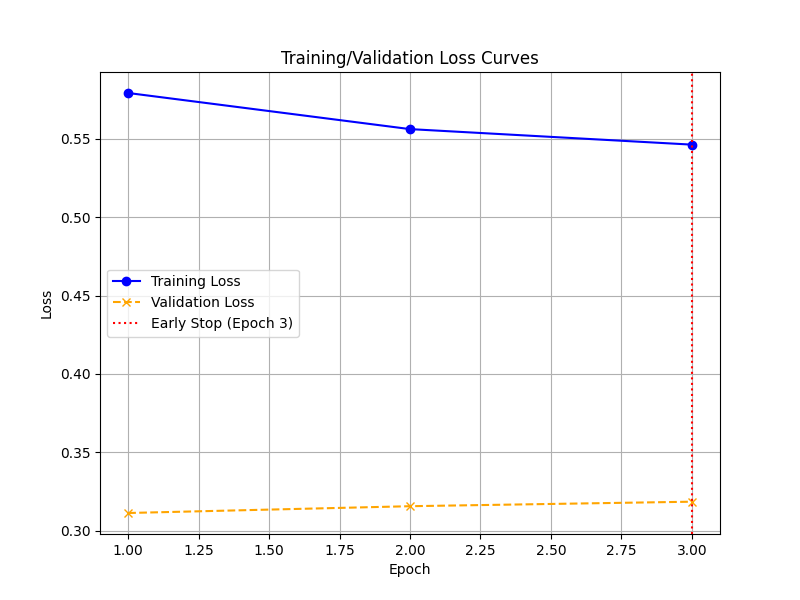 Training/Validation Loss Curves
0.55
0.50
0.45
0.40
0.35
0.30
Loss
Training Loss
Validation Loss
Early Stop (Epoch 3)
1.00 1.25 1.50 1.75 2.00 2.25 2.50 2.75 3.00
Epoch